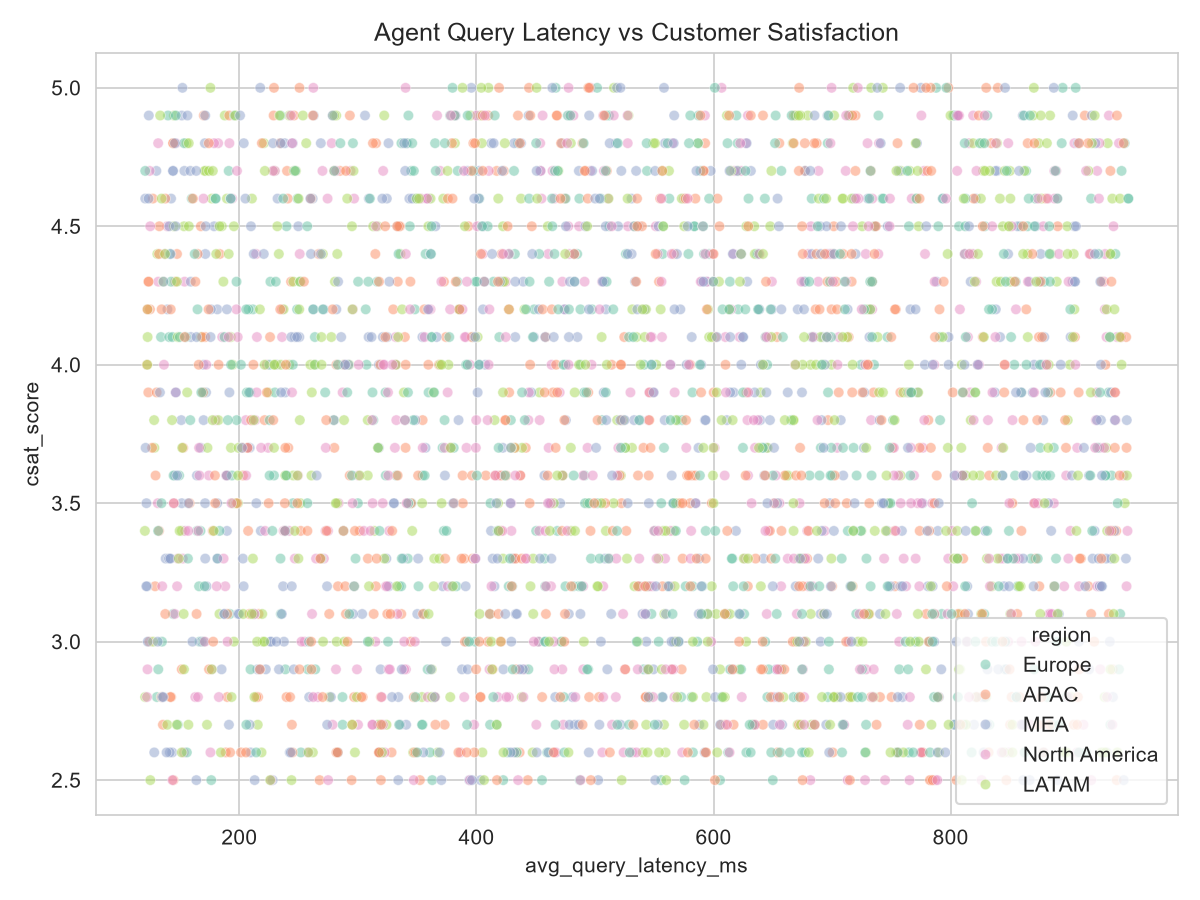 Agent Query Latency vs Customer Satisfaction
csat_score
5.0
4.5
4.0
3.5
3.0
2.5
region
Europe
APAC
MEA
North America
LATAM
200 400 600 800
avg_query_latency_ms